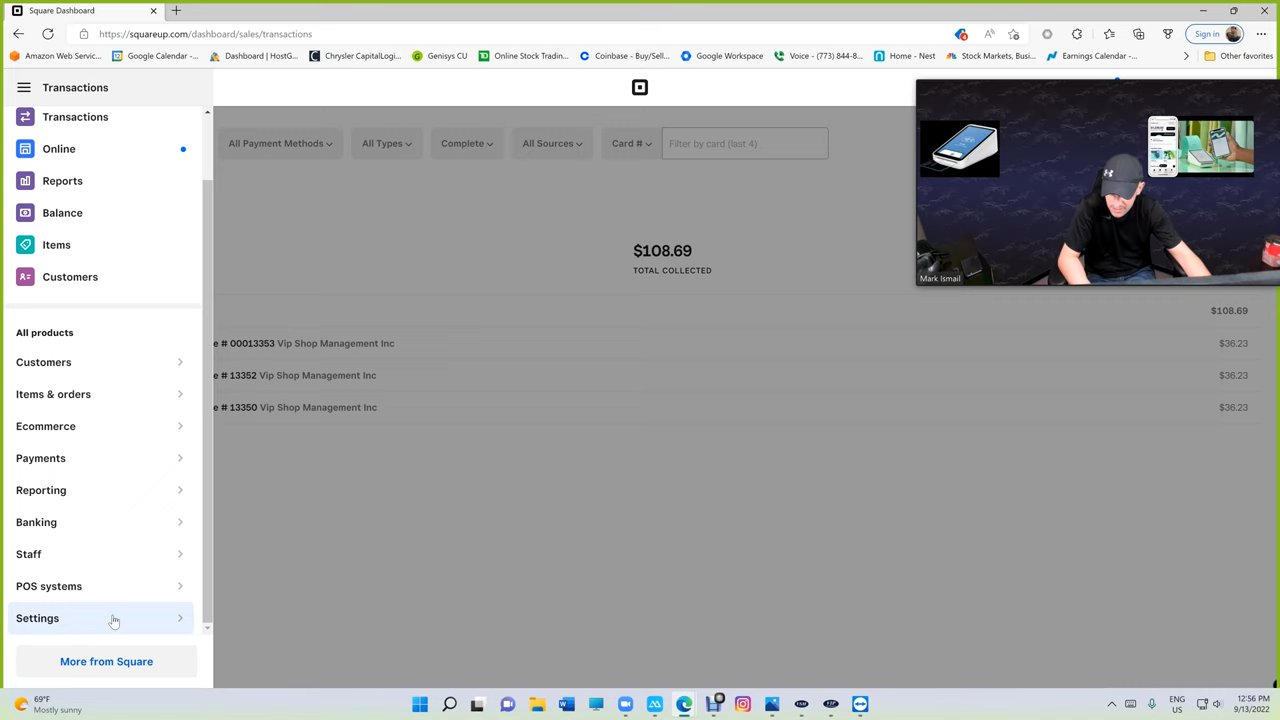 Square Dashboard
https://squareup.com/dashboard/sales/transactions
Sign in
Amazon Web Servic...
Google Calendar -...
Dashboard | HostG...
Chrysler CapitalLogi...
Genisys CU
Online Stock Tradin...
Coinbase - Buy/Sell...
Google Workspace
Voice - (773) 844-8...
Home - Nest
Stock Markets, Busi...
Earnings Calendar -...
Other favorites
Transactions
Transactions
Online
Reports
Balance
Items
Customers
All products
Customers
Items & orders
Ecommerce
Payments
Reporting
Banking
Staff
POS systems
Settings
More from Square
All Payment Methods
All Types
Complete
All Sources
Card #
Filter by card (last 4)
$108.69
TOTAL COLLECTED
$108.69
e # 00013353 Vip Shop Management Inc $36.23
e # 13352 Vip Shop Management Inc $36.23
e # 13350 Vip Shop Management Inc $36.23
Mark Ismail
69°F
Mostly sunny
ENG
US
12:56 PM
9/13/2022